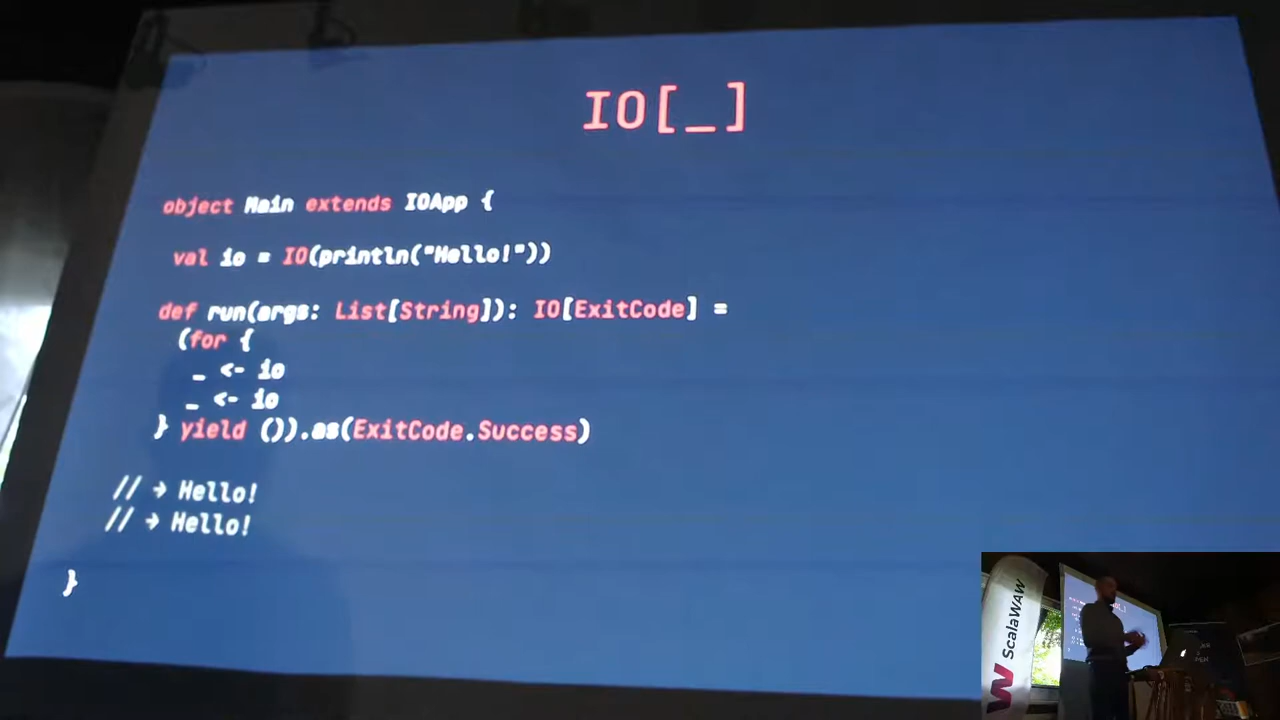 IO[_]
object Main extends IOApp {
val io = IO(println("Hello!"))
def run(args: List[String]): IO[ExitCode] =
(for {
_ <- io
_ <- io
} yield ()).as(ExitCode.Success)
// → Hello!
// → Hello!
}
ScalaWAW